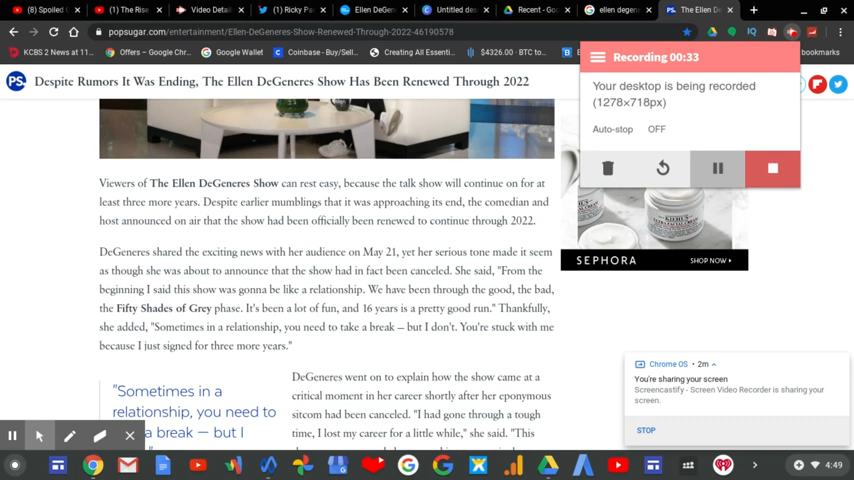 (8) Spoiled C
(1) The Rise
Video Detail
Ricky Pa
Ellen DeGen
Untitled des
Recent - Goo
ellen degene
The Ellen D
popsugar.com/entertainment/Ellen-DeGeneres-Show-Renewed-Through-2022-46190578
KCBS 2 News at 11...
Offers – Google Chr...
Google Wallet
Coinbase - Buy/Sell...
Creating All Essenti...
$4326.00 - BTC to...
bookmarks
PS.
Despite Rumors It Was Ending, The Ellen DeGeneres Show Has Been Renewed Through 2022
Recording 00:33
Your desktop is being recorded
(1278×718px)
Auto-stop OFF
Viewers of The Ellen DeGeneres Show can rest easy, because the talk show will continue on for at
least three more years. Despite earlier mumblings that it was approaching its end, the comedian and
host announced on air that the show had been officially been renewed to continue through 2022.
DeGeneres shared the exciting news with her audience on May 21, yet her serious tone made it seem
as though she was about to announce that the show had in fact been canceled. She said, "From the
beginning I said this show was gonna be like a relationship. We have been through the good, the bad,
the Fifty Shades of Grey phase. It's been a lot of fun, and 16 years is a pretty good run." Thankfully,
she added, "Sometimes in a relationship, you need to take a break — but I don't. You're stuck with me
because I just signed for three more years."
KIEHL'S
SEPHORA
SHOP NOW
"Sometimes in a
relationship, you need to
a break — but I
DeGeneres went on to explain how the show came at a
critical moment in her career shortly after her eponymous
sitcom had been canceled. "I had gone through a tough
time, I lost my career for a little while," she said. "This
Chrome OS • 2m
You're sharing your screen
Screencastify - Screen Video Recorder is sharing your
screen.
STOP
4:49